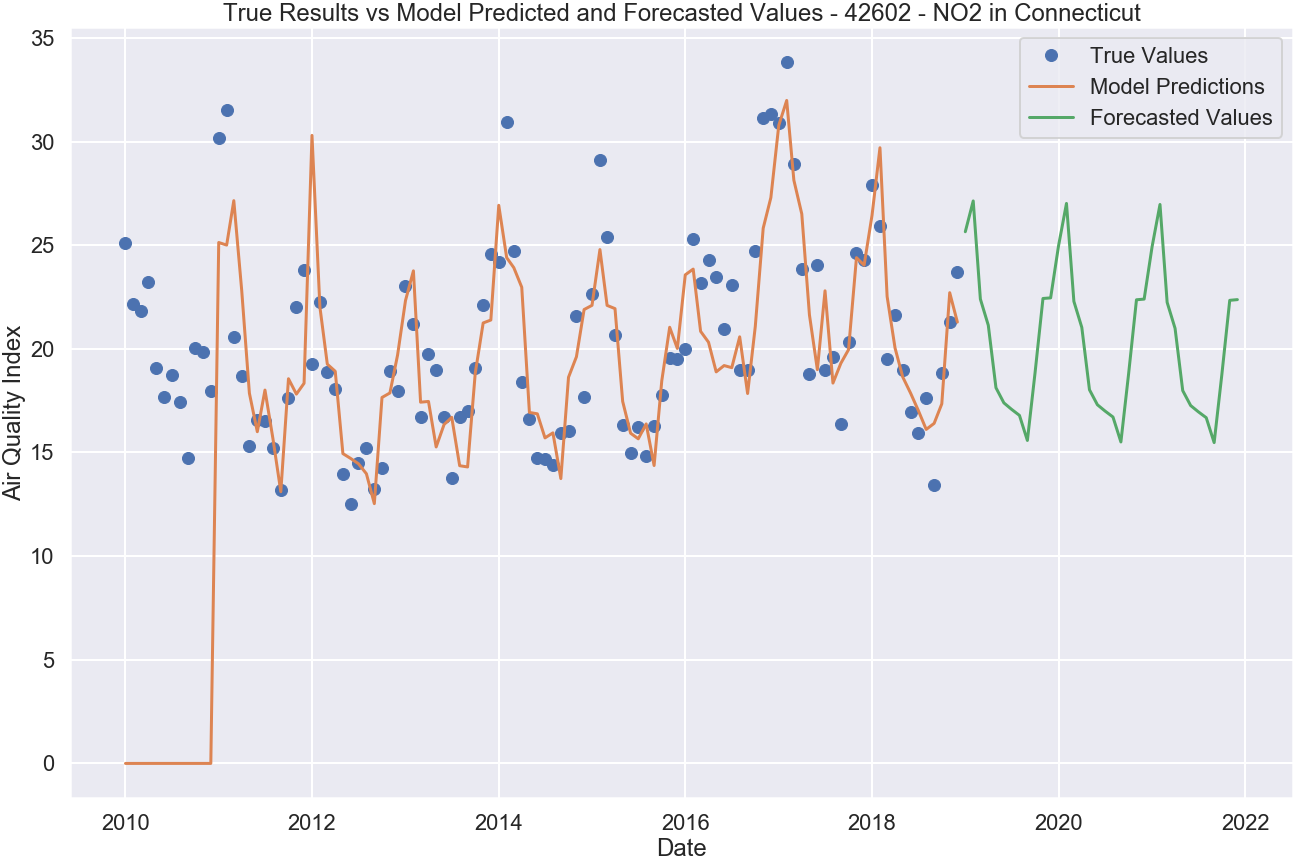 True Results vs Model Predicted and Forecasted Values - 42602 - NO2 in Connecticut
True Values
Model Predictions
Forecasted Values
Air Quality Index
35
30
25
20
15
10
5
0
2010
2012
2014
2016
2018
2020
2022
Date